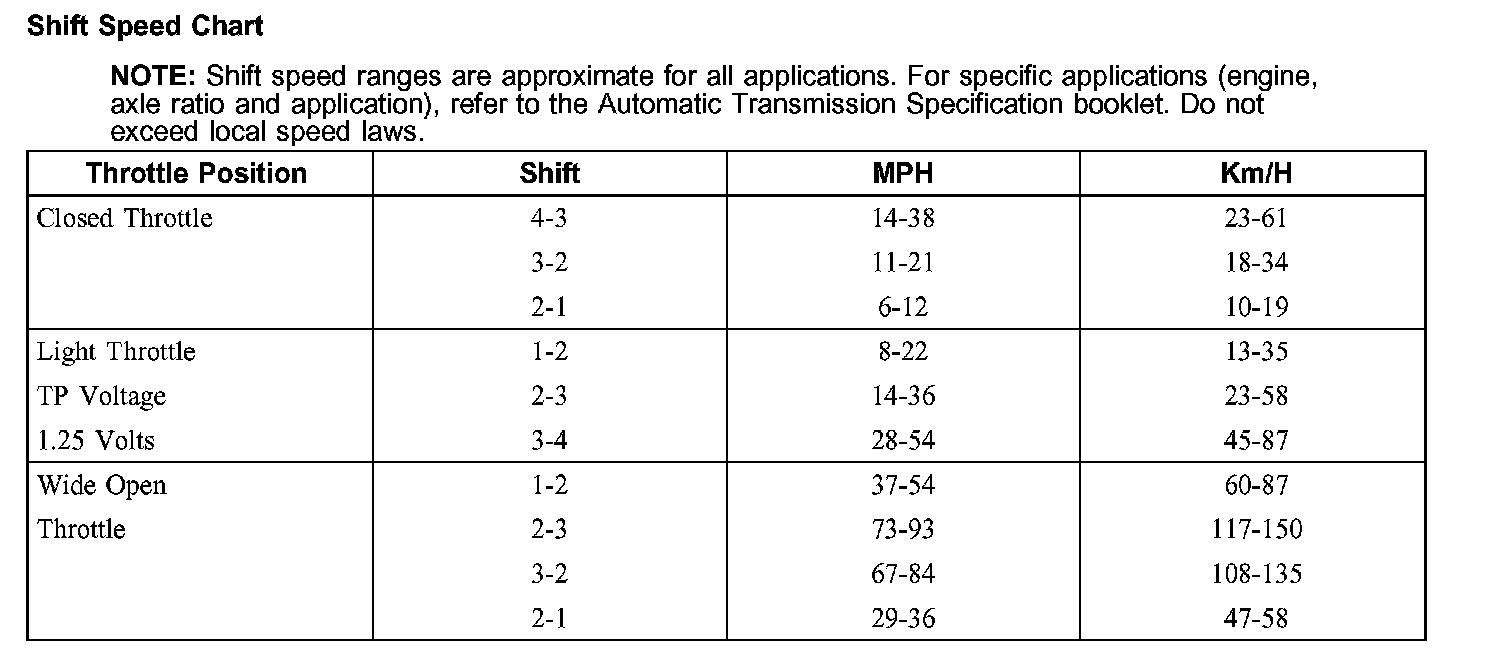 Shift Speed Chart
NOTE: Shift speed ranges are approximate for all applications. For specific applications (engine,
axle ratio and application), refer to the Automatic Transmission Specification booklet. Do not
exceed local speed laws.
Throttle Position Shift MPH Km/H
Closed Throttle 4-3 14-38 23-61
3-2 11-21 18-34
2-1 6-12 10-19
Light Throttle 1-2 8-22 13-35
TP Voltage 2-3 14-36 23-58
1.25 Volts 3-4 28-54 45-87
Wide Open 1-2 37-54 60-87
Throttle 2-3 73-93 117-150
3-2 67-84 108-135
2-1 29-36 47-58